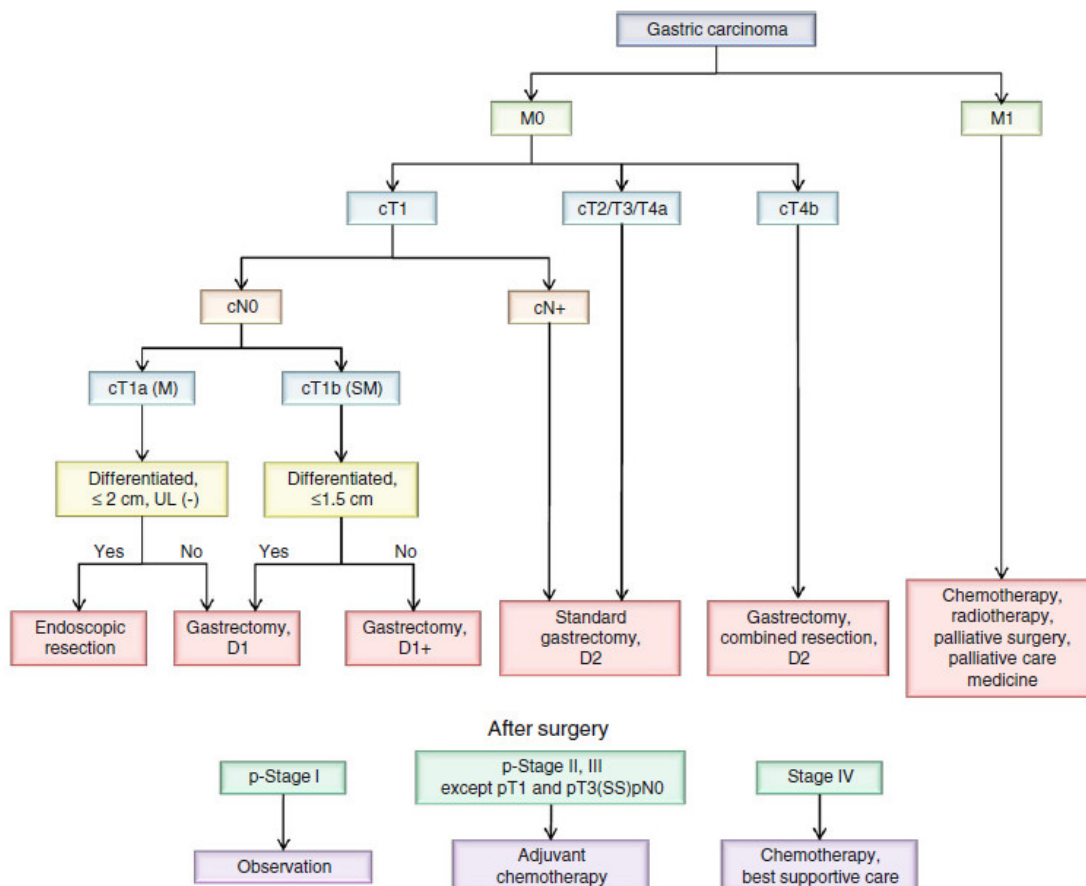 Gastric carcinoma
M0
M1
cT1
cT2/T3/T4a
cT4b
cN0
cN+
cT1a (M)
cT1b (SM)
Differentiated,
≤ 2 cm, UL (-)
Differentiated,
≤1.5 cm
Yes
No
Yes
No
Endoscopic
resection
Gastrectomy,
D1
Gastrectomy,
D1+
Standard
gastrectomy,
D2
Gastrectomy,
combined resection,
D2
Chemotherapy,
radiotherapy,
palliative surgery,
palliative care
medicine
After surgery
p-Stage I
p-Stage II, III
except pT1 and pT3(SS)pN0
Stage IV
Observation
Adjuvant
chemotherapy
Chemotherapy,
best supportive care